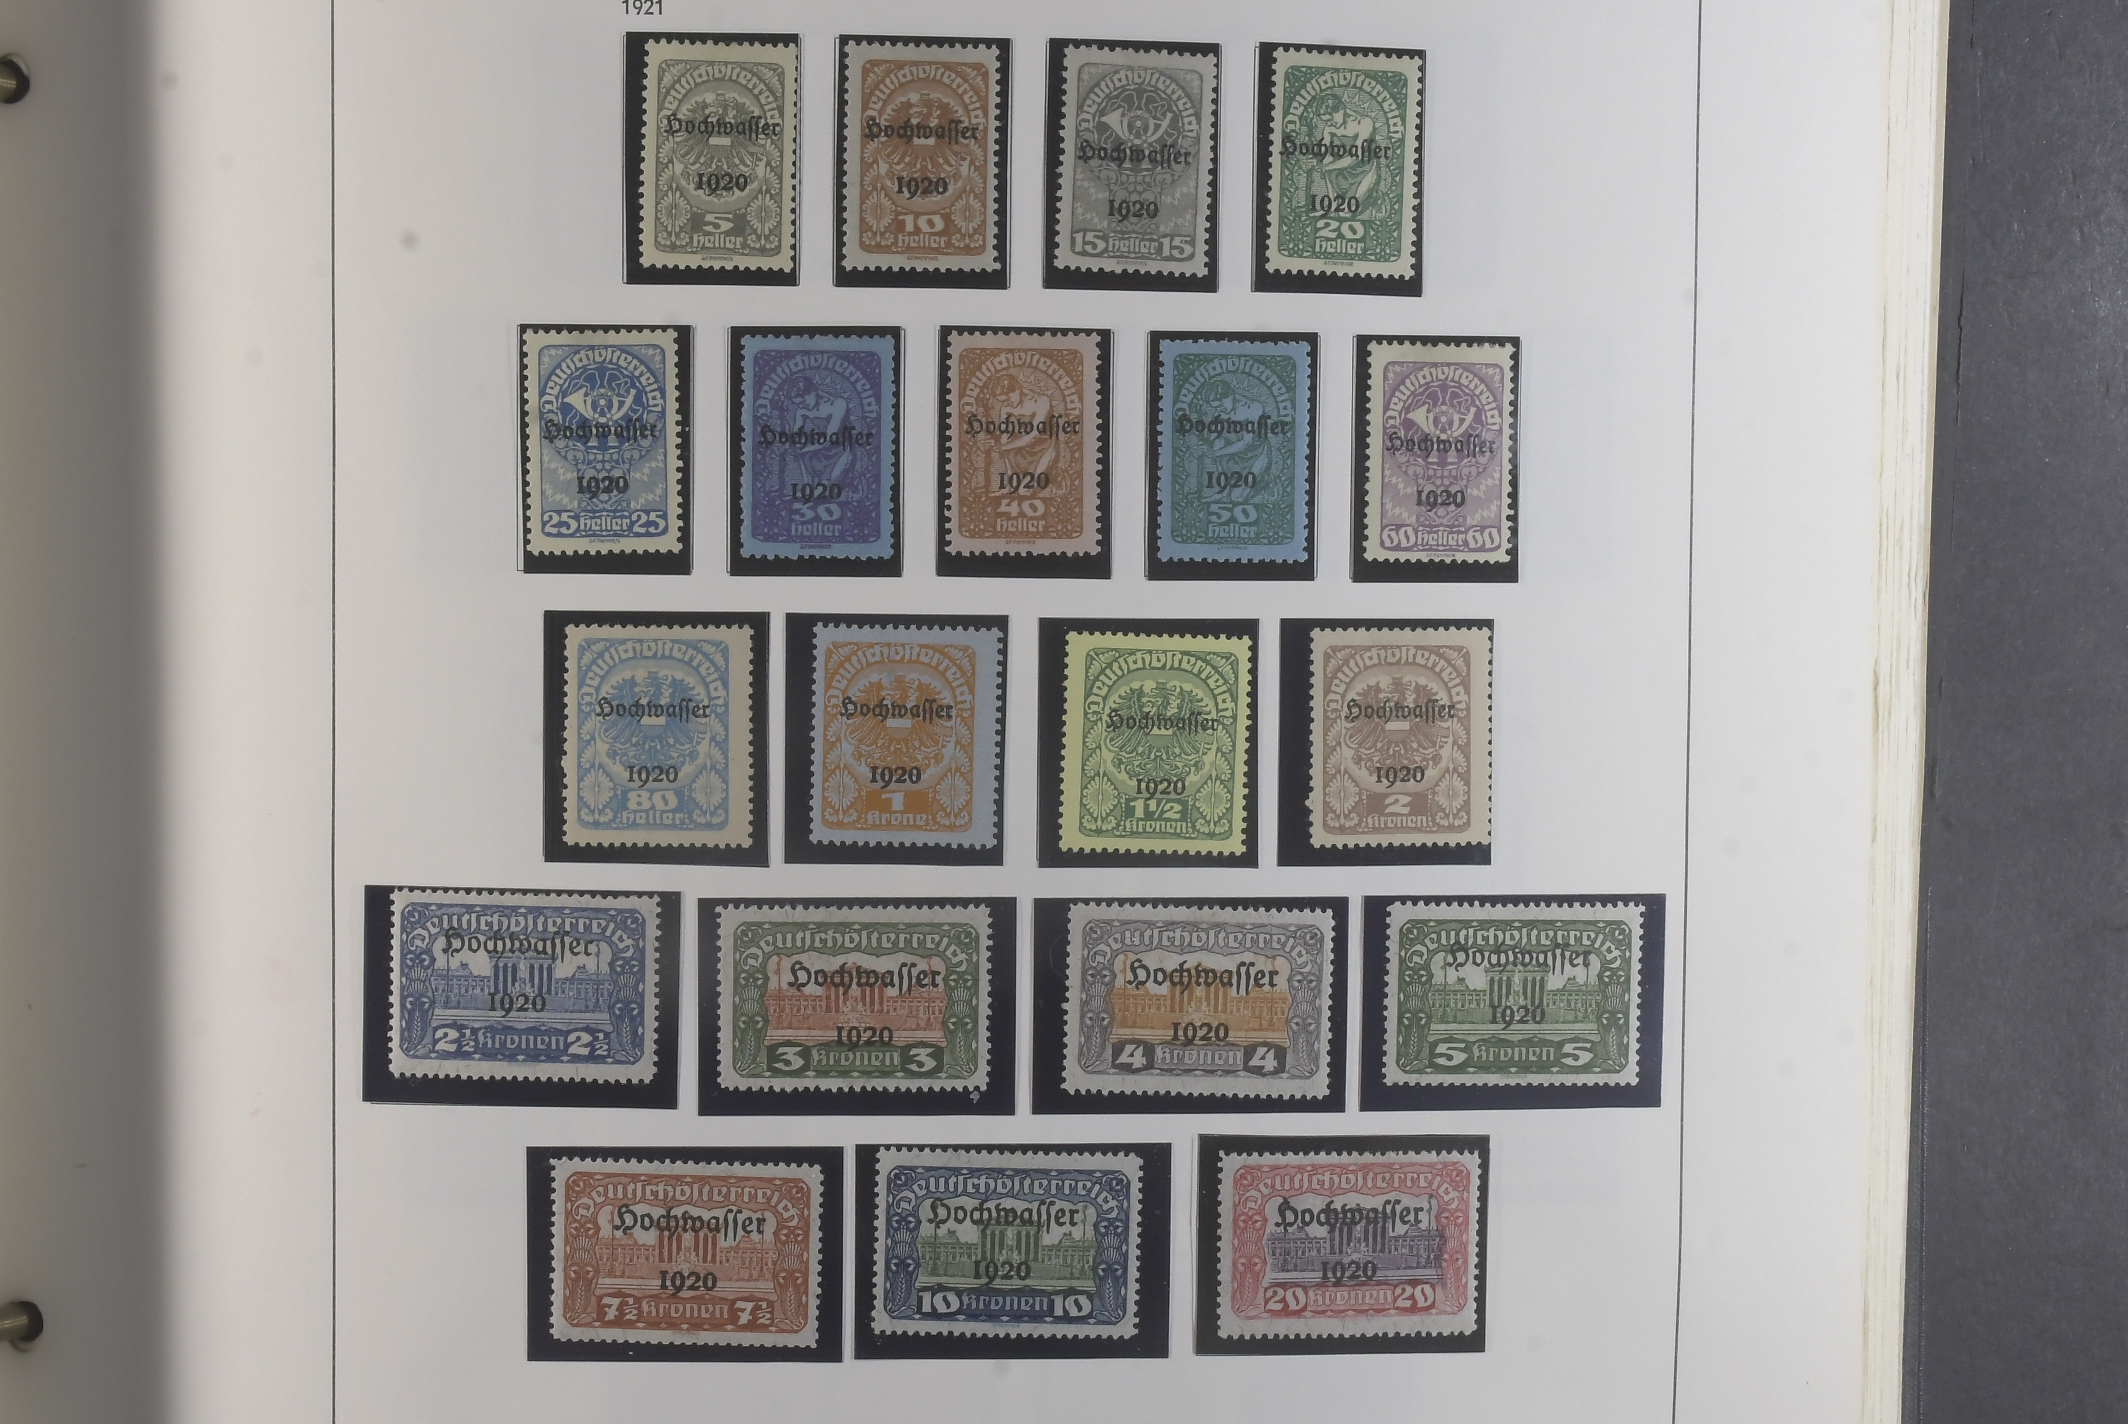 1921
Deutschösterreich
Hochwasser
1920
5
Heller
Deutschösterreich
Hochwasser
1920
10
Heller
Deutschösterreich
Hochwasser
1920
15 Heller 15
Deutschösterreich
Hochwasser
1920
20
Heller
Deutschösterreich
Hochwasser
1920
25 Heller 25
Deutschösterreich
Hochwasser
1920
30
Heller
Deutschösterreich
Hochwasser
1920
40
Heller
Deutschösterreich
Hochwasser
1920
50
Heller
Deutschösterreich
Hochwasser
1920
60 Heller 60
Deutschösterreich
Hochwasser
1920
80
Heller
Deutschösterreich
Hochwasser
1920
1
Krone
Deutschösterreich
Hochwasser
1920
1½
Kronen
Deutschösterreich
Hochwasser
1920
2
Kronen
Deutschösterreich
Hochwasser
1920
2½ Kronen 2½
Deutschösterreich
Hochwasser
1920
3 Kronen 3
Deutschösterreich
Hochwasser
1920
4 Kronen 4
Deutschösterreich
Hochwasser
1920
5 Kronen 5
Deutschösterreich
Hochwasser
1920
7½ Kronen 7½
Deutschösterreich
Hochwasser
1920
10 Kronen 10
Deutschösterreich
Hochwasser
1920
20 Kronen 20